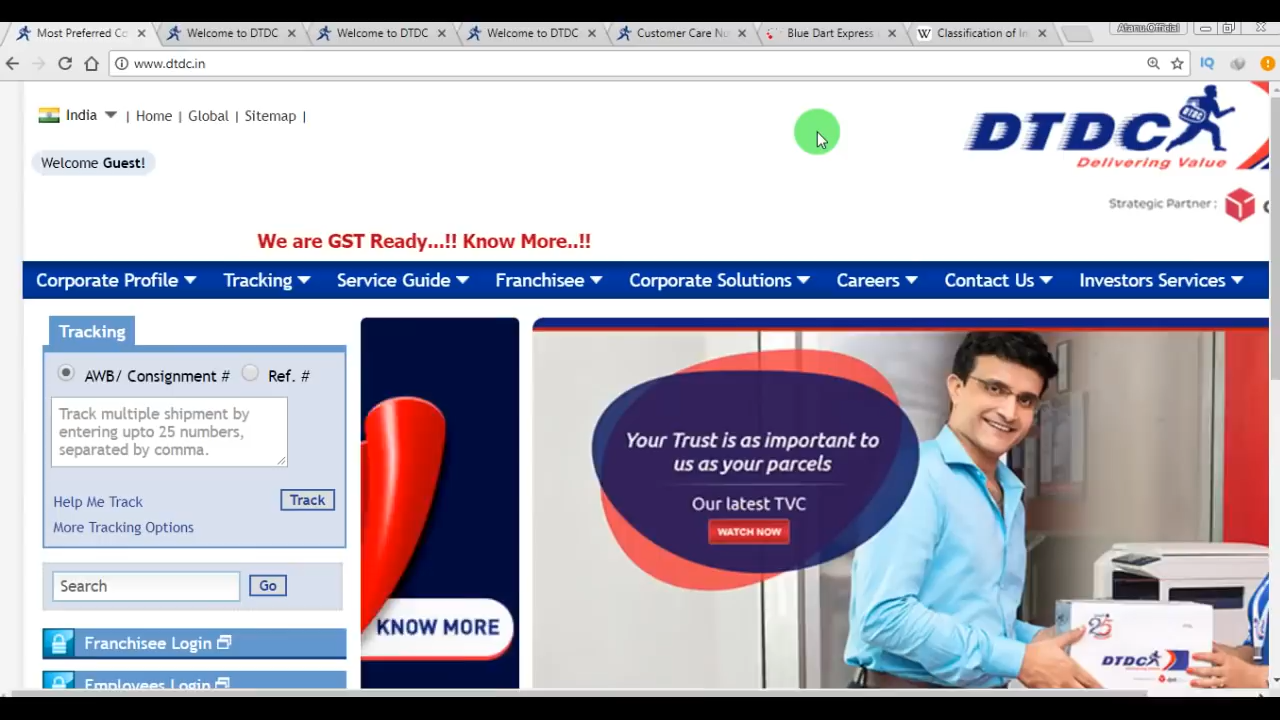 Most Preferred Co
Welcome to DTDC
Welcome to DTDC
Welcome to DTDC
Customer Care Nu
Blue Dart Express
W Classification of In
Atanu Official
www.dtdc.in
IQ
India | Home | Global | Sitemap |
DTDC
DTDC
Delivering Value
Welcome Guest!
Strategic Partner :
We are GST Ready...!! Know More..!!
Corporate Profile Tracking Service Guide Franchisee Corporate Solutions Careers Contact Us Investors Services
Tracking
AWB/ Consignment # Ref. #
Track multiple shipment by
entering upto 25 numbers,
separated by comma.
Help Me Track
Track
More Tracking Options
Search
Go
Franchisee Login
Employees Login
KNOW MORE
Your Trust is as important to
us as your parcels
Our latest TVC
WATCH NOW
25
DTDC